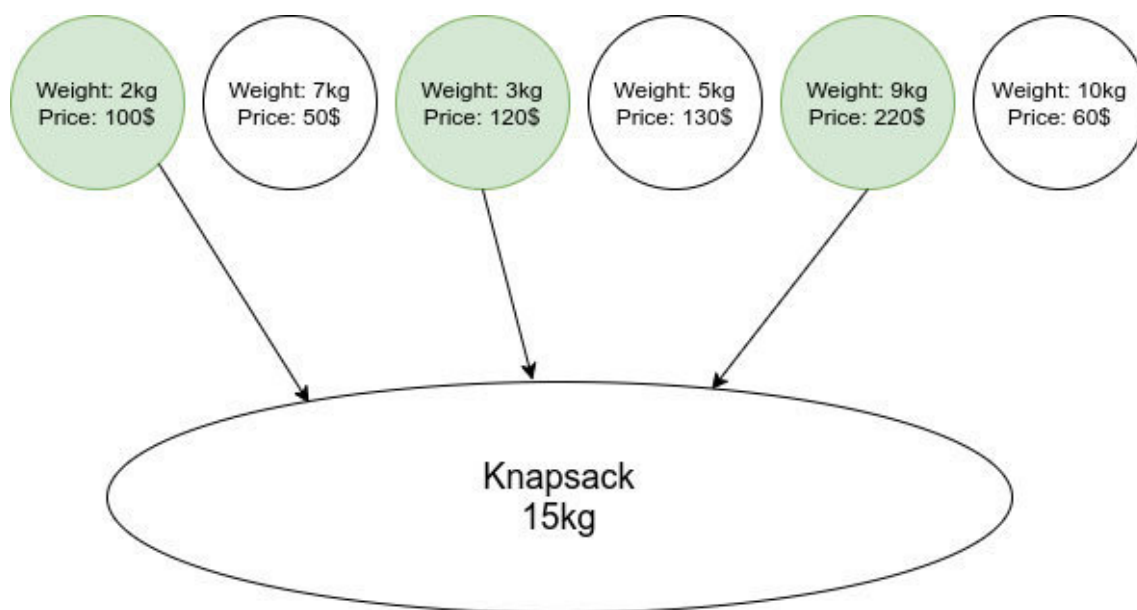 Weight: 2kg
Price: 100$
Weight: 7kg
Price: 50$
Weight: 3kg
Price: 120$
Weight: 5kg
Price: 130$
Weight: 9kg
Price: 220$
Weight: 10kg
Price: 60$
Knapsack
15kg